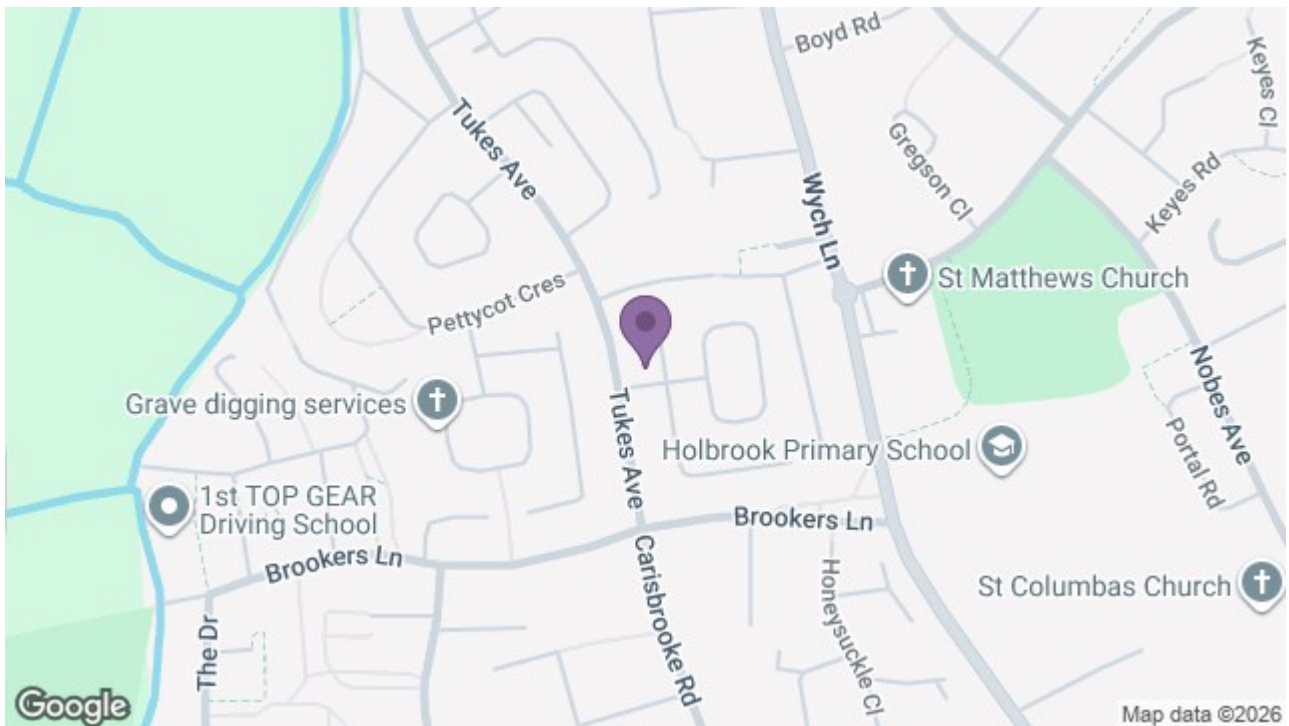 Boyd Rd
Keyes Cl
Tukes Ave
Gregson Cl
Wych Ln
Keyes Rd
St Matthews Church
Pettycot Cres
Nobes Ave
Grave digging services
Tukes Ave
Holbrook Primary School
Portal Rd
1st TOP GEAR
Driving School
Brookers Ln
Brookers Ln
Carisbrooke Rd
Honeysuckle Cl
St Columbas Church
The Dr
Google
Map data ©2026